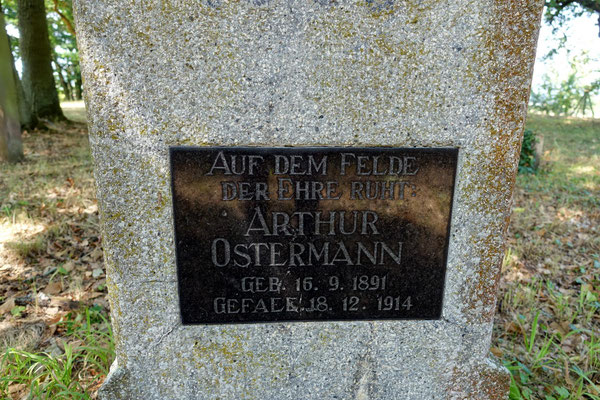 AUF DEM FELDE
DER EHRE RUHT:
ARTHUR
OSTERMANN
GEB. 16. 9. 1891
GEFALL. 18. 12. 1914